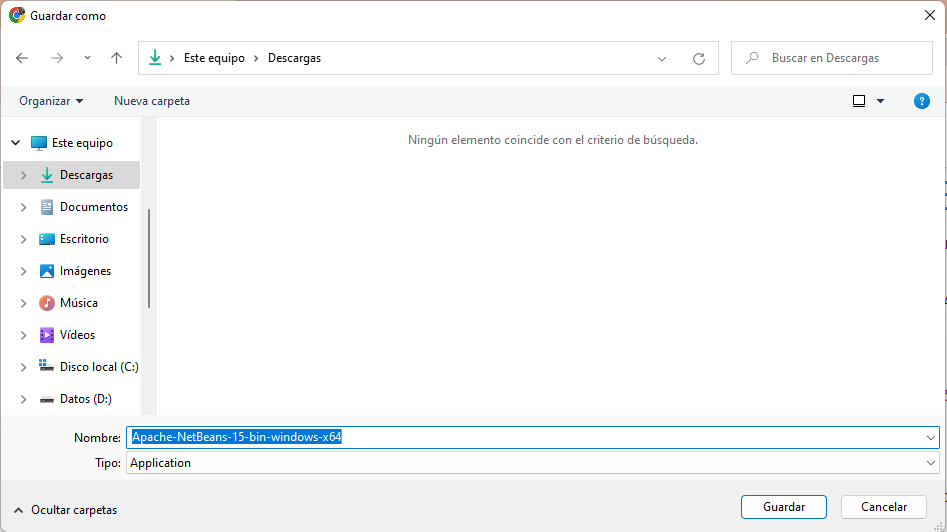 Guardar como
Este equipo > Descargas
Buscar en Descargas
Organizar
Nueva carpeta
?
Este equipo
Ningún elemento coincide con el criterio de búsqueda.
Descargas
Documentos
Escritorio
Imágenes
Música
Vídeos
Disco local (C:)
Datos (D:)
Nombre: Apache-NetBeans-15-bin-windows-x64
Tipo: Application
Ocultar carpetas
Guardar
Cancelar